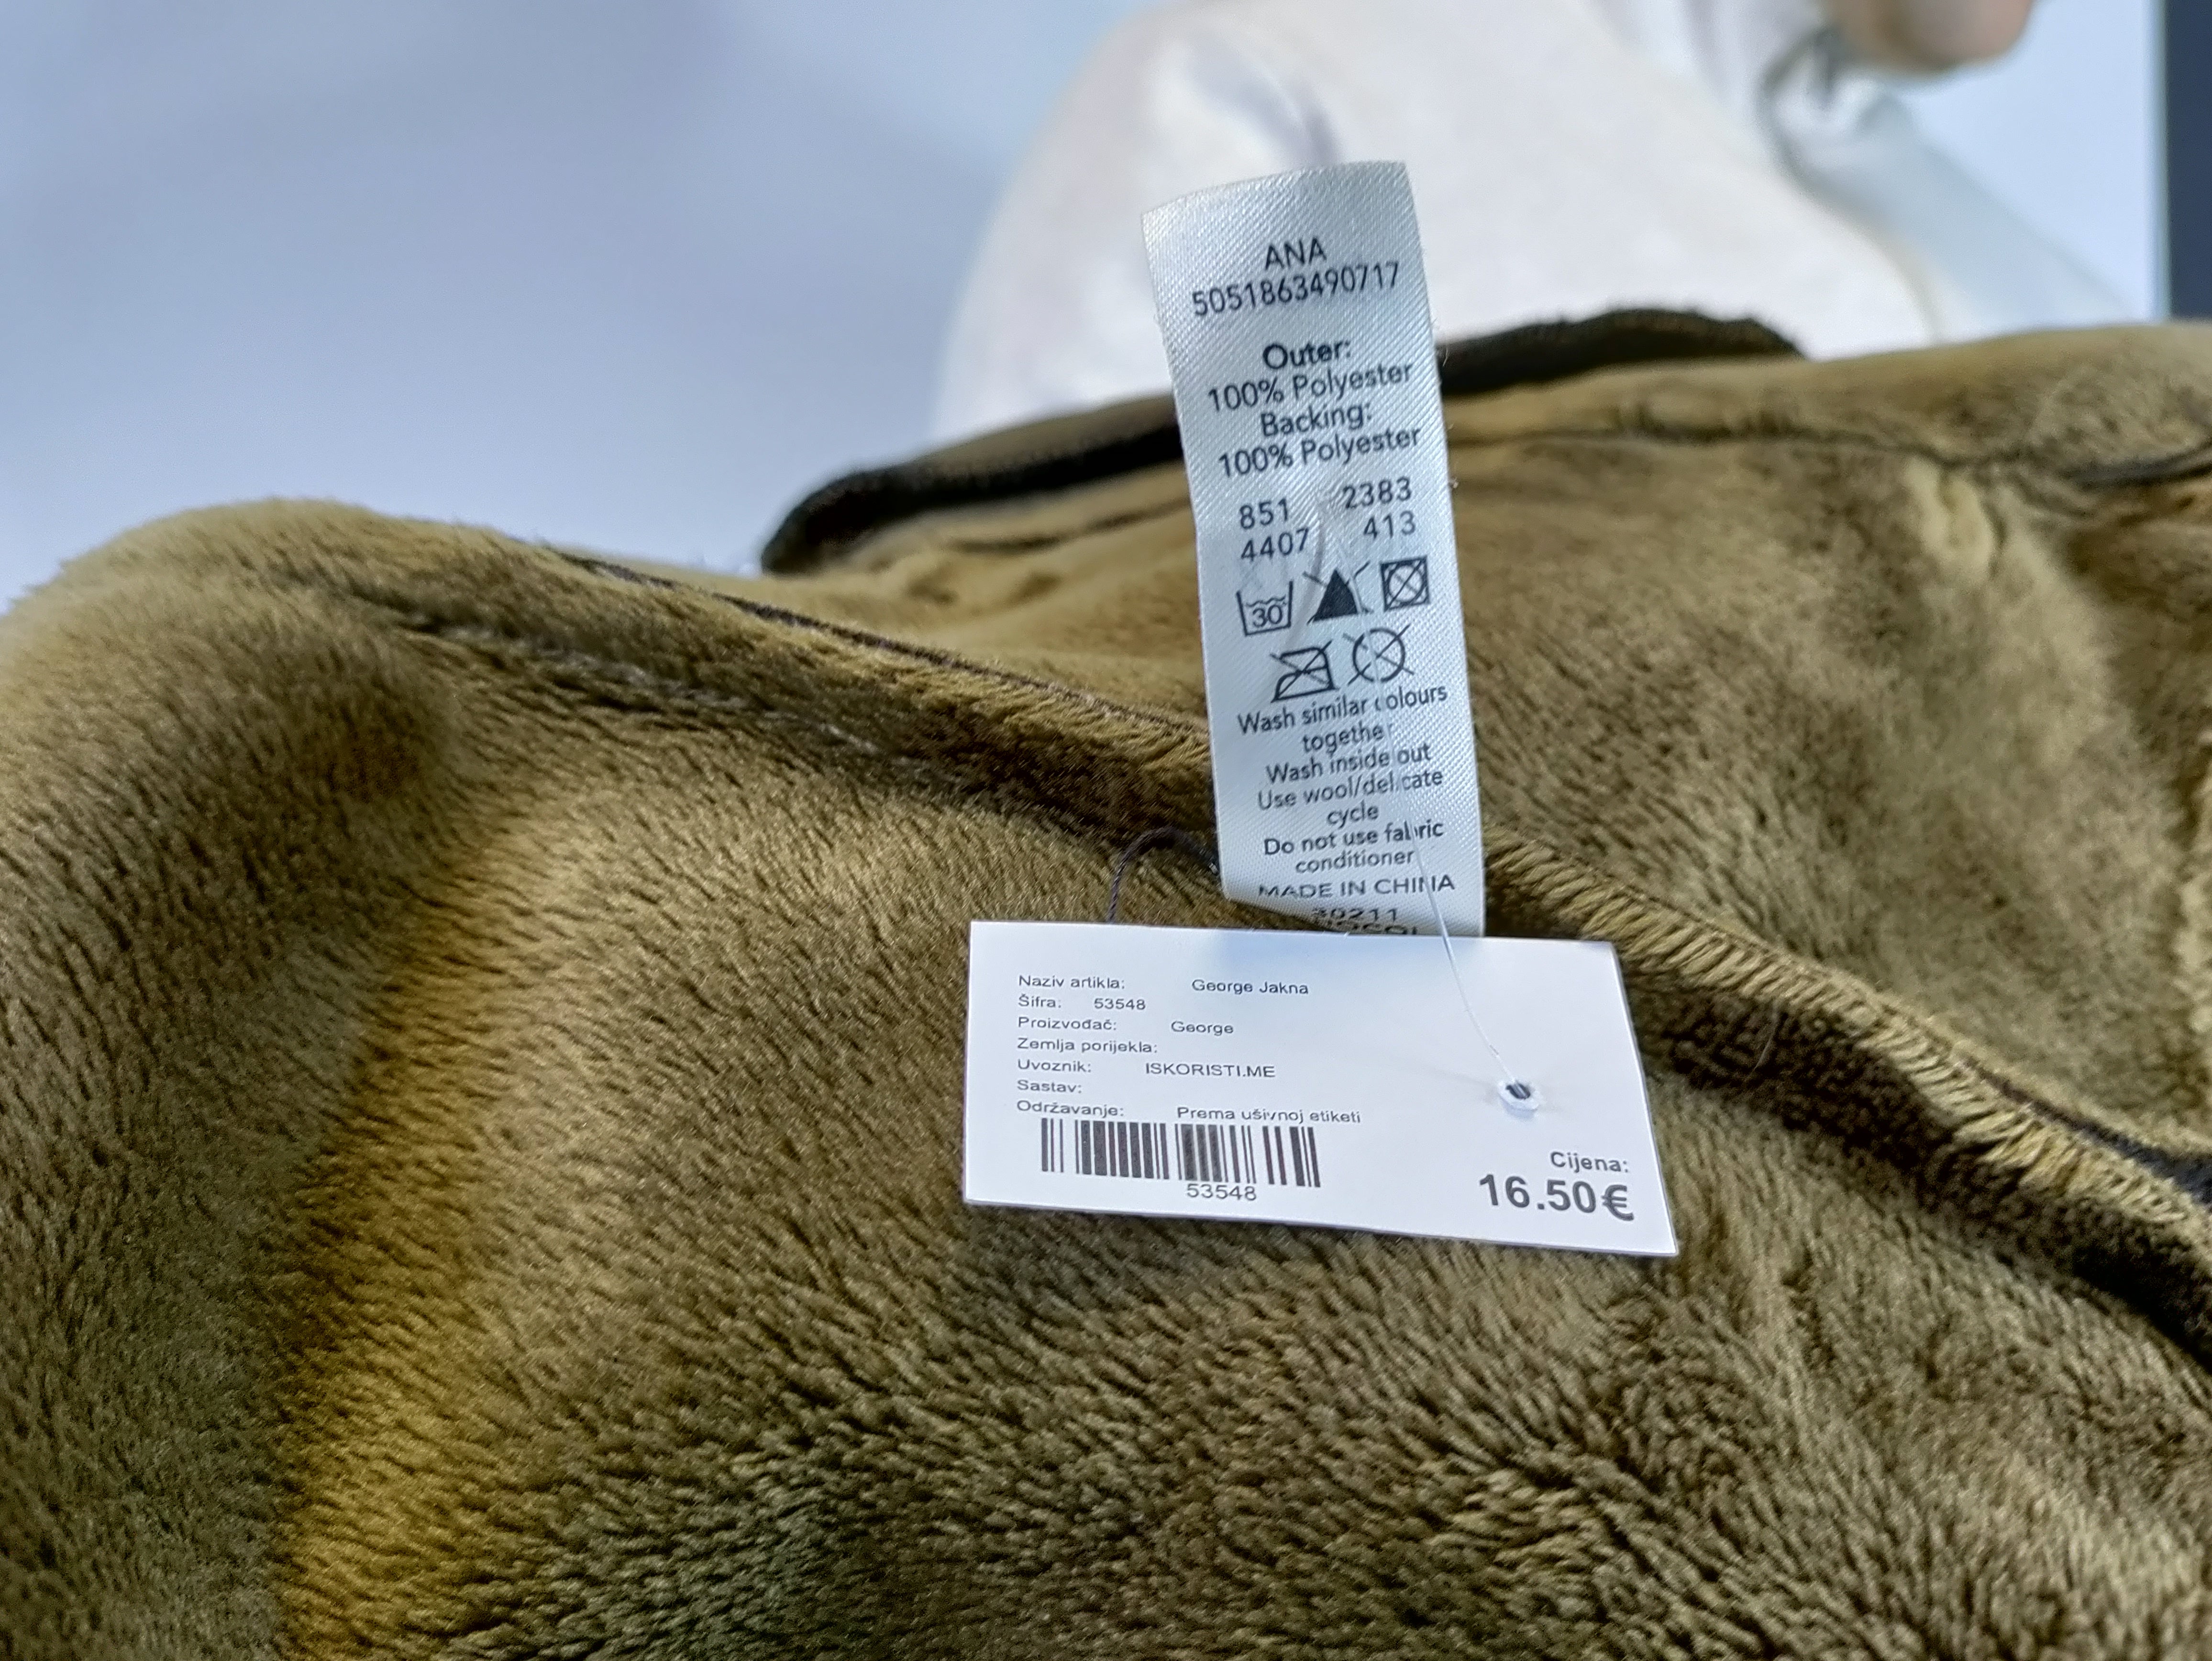 ANA
5051863490717
Outer:
100% Polyester
Backing:
100% Polyester
851 2383
4407 413
30
Wash similar colours
together
Wash inside out
Use wool/delicate
cycle
Do not use fabric
conditioner
MADE IN CHINA
30211
Naziv artikla: George Jakna
Šifra: 53548
Proizvođač: George
Zemlja porijekla:
Uvoznik: ISKORISTI.ME
Sastav:
Održavanje: Prema ušivnoj etiketi
53548
Cijena:
16.50€